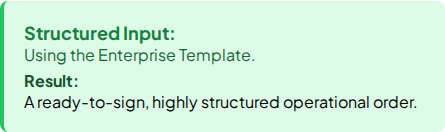 Structured Input:
Using the Enterprise Template.
Result:
A ready-to-sign, highly structured operational order.